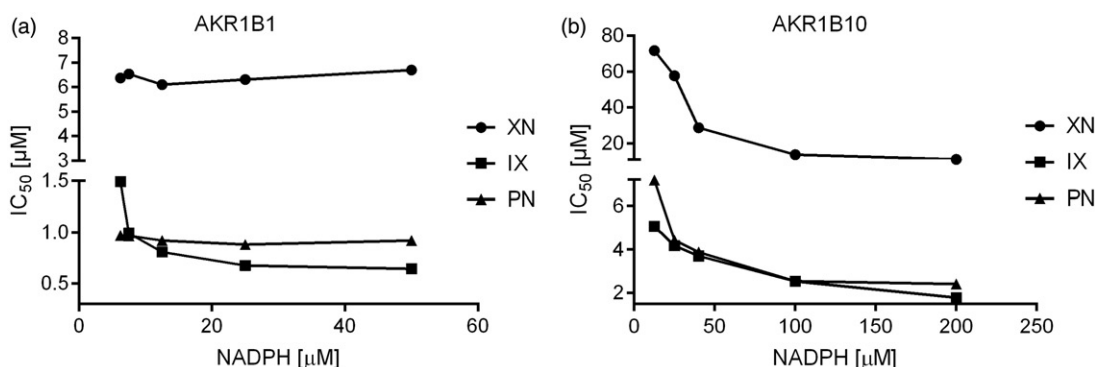 (a) AKR1B1
8
7
6
5
4
3
1.5
1.0
0.5
IC50 [µM]
0 20 40 60
NADPH [µM]
XN
IX
PN
(b) AKR1B10
80
60
40
20
6
4
2
IC50 [µM]
0 50 100 150 200 250
NADPH [µM]
XN
IX
PN